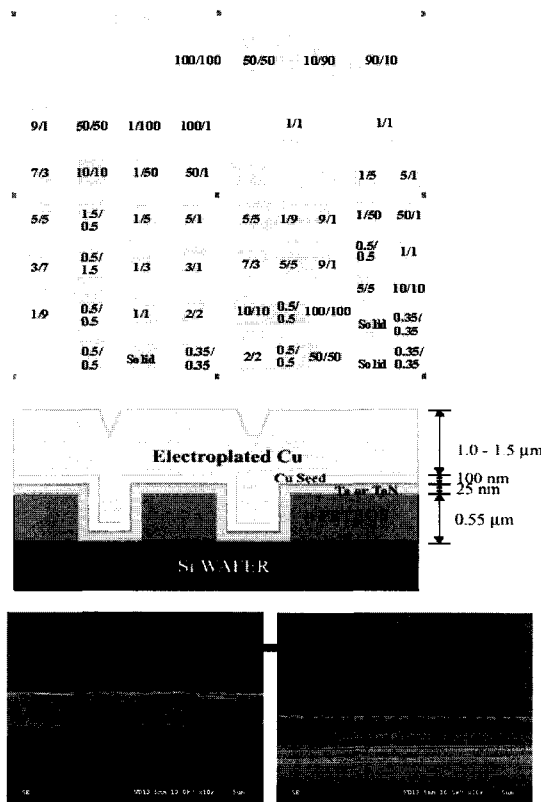 100/100 50/50 10/90 90/10
9/1 50/50 1/100 100/1 1/1 1/1
7/3 10/10 1/50 50/1 1/5 5/1
5/5 1.5/0.5 1/5 5/1 5/5 1/9 9/1 1/50 50/1
3/7 0.5/1.5 1/3 3/1 7/3 5/5 9/1 0.5/0.5 1/1
5/5 10/10
1/9 0.5/0.5 1/1 2/2 10/10 0.5/0.5 100/100 Solid 0.35/0.35
0.5/0.5 Solid 0.35/0.35 2/2 0.5/0.5 50/50 Solid 0.35/0.35
1.0 - 1.5 μm
Electroplated Cu
Cu Seed 100 nm
Ta or TaN 25 nm
0.55 μm
Si WAFER
SE 10.0kV x10k 5um
SE 5um